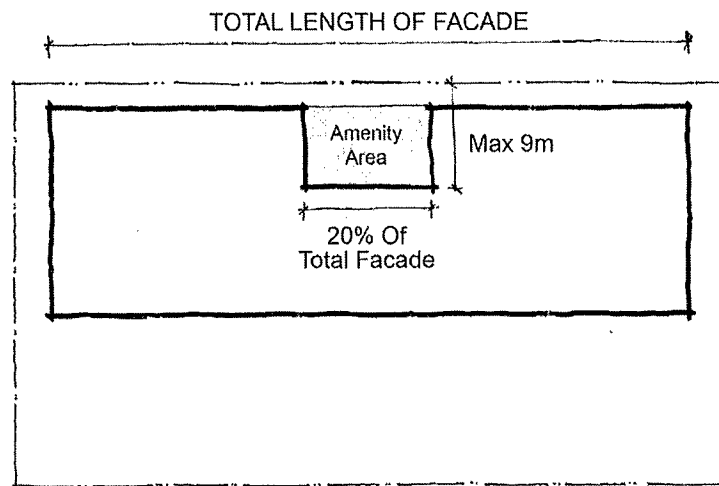 TOTAL LENGTH OF FACADE
Amenity
Area
Max 9m
20% Of
Total Facade